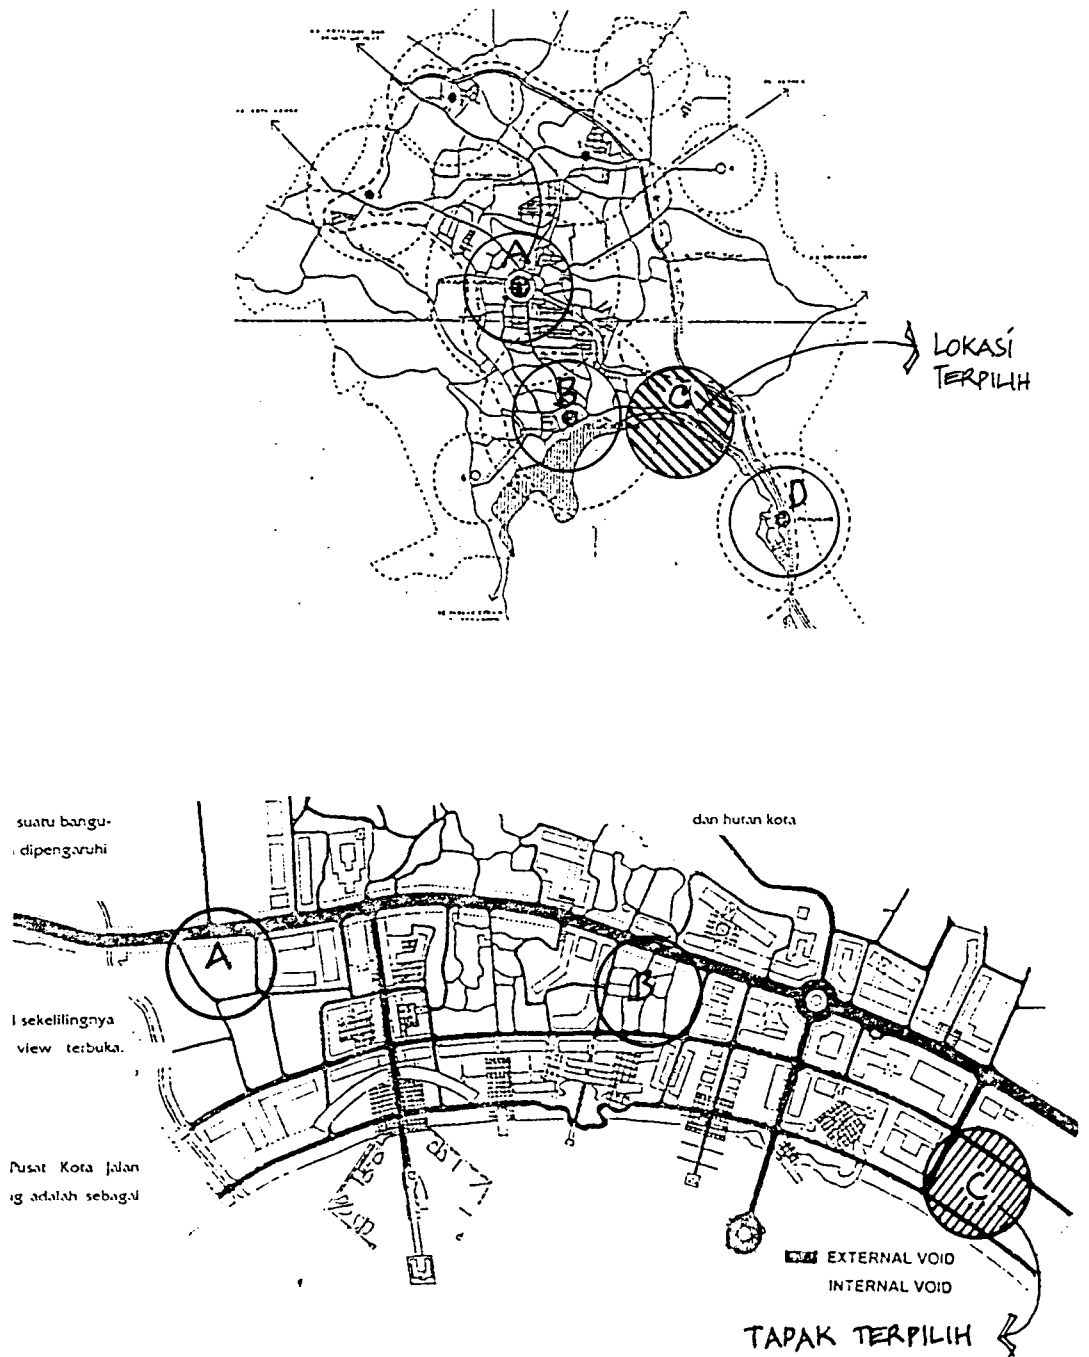 A
LOKASI
TERPILIH
B
C
D
suatu bangu-
dipengaruhi
dan hutan kota
A
B
l sekelilingnya
view terbuka.
Pusat Kota Jalan
ıg adalah sebagai
C
EXTERNAL VOID
INTERNAL VOID
TAPAK TERPILIH